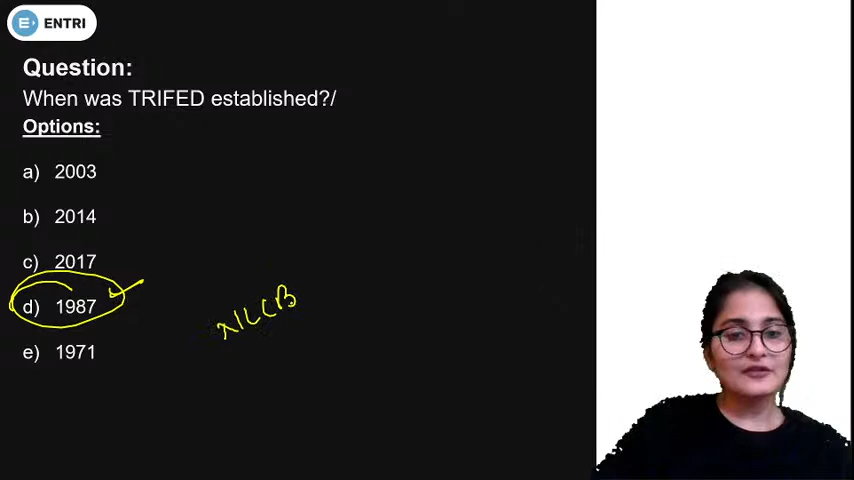 ENTRI
Question:
When was TRIFED established?/
Options:
a) 2003
b) 2014
c) 2017
d) 1987
e) 1971